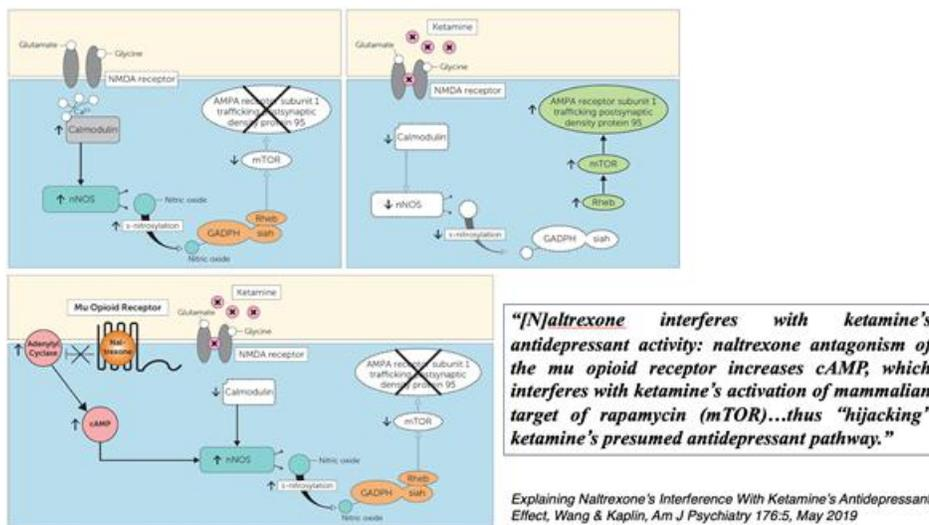 Glutamate
Glycine
NMDA receptor
Ca2+
↑ Calmodulin
↑ nNOS
Nitric oxide
↑ s-nitrosylation
Nitric oxide
GADPH
siah
Rheb
↓ mTOR
AMPA receptor subunit 1
trafficking postsynaptic
density protein 95
Ketamine
Glutamate
Glycine
NMDA receptor
↓ Calmodulin
↓ nNOS
↓ s-nitrosylation
GADPH
siah
↑ Rheb
↑ mTOR
↑ AMPA receptor subunit 1
trafficking postsynaptic
density protein 95
Mu Opioid Receptor
Ketamine
Glutamate
Glycine
NMDA receptor
↑ Adenytyl
Cyclase
Nal-
trexone
↑ cAMP
↓ Calmodulin
↑ nNOS
Nitric oxide
↑ s-nitrosylation
Nitric oxide
GADPH
siah
Rheb
↓ mTOR
AMPA receptor subunit 1
trafficking postsynaptic
density protein 95
"[N]altrexone interferes with ketamine's
antidepressant activity: naltrexone antagonism of
the mu opioid receptor increases cAMP, which
interferes with ketamine's activation of mammalian
target of rapamycin (mTOR)…thus "hijacking"
ketamine's presumed antidepressant pathway."
Explaining Naltrexone's Interference With Ketamine's Antidepressant
Effect, Wang & Kaplin, Am J Psychiatry 176:5, May 2019